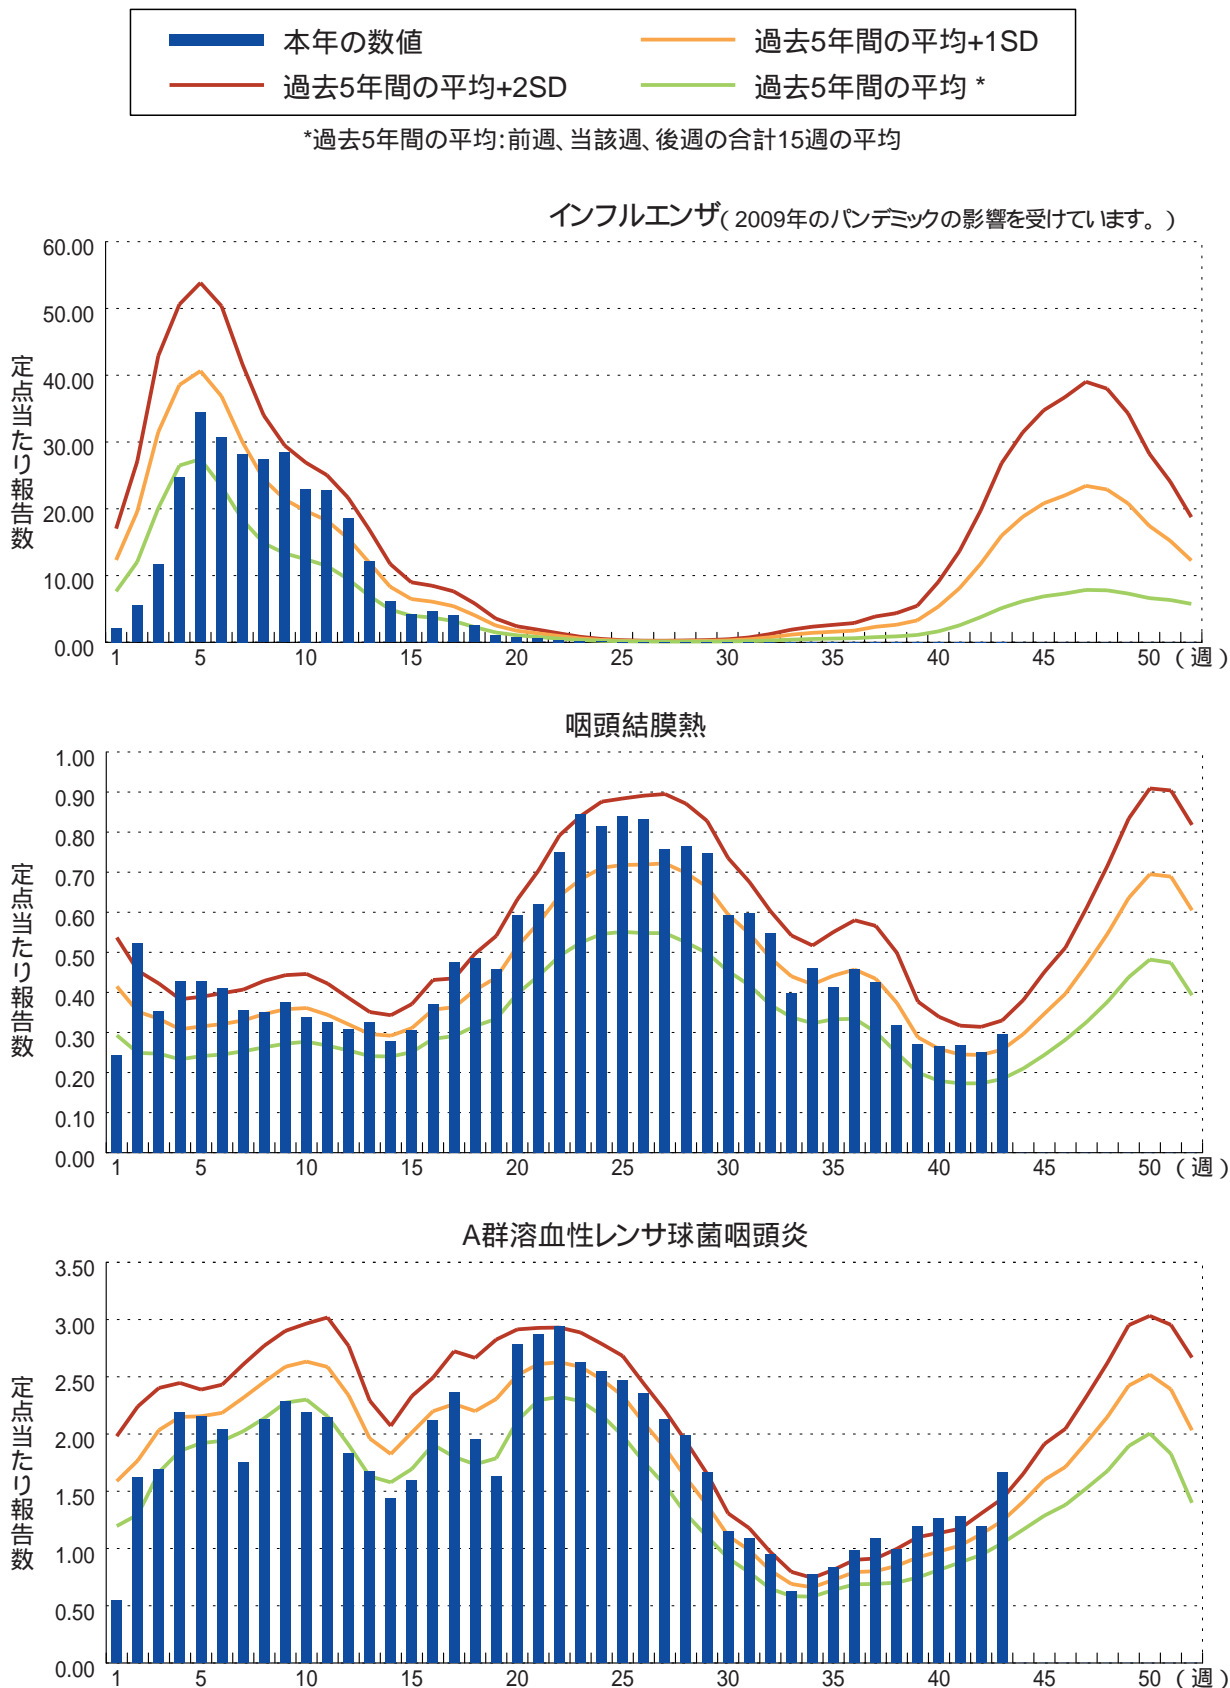 本年の数値
過去5年間の平均+1SD
過去5年間の平均+2SD
過去5年間の平均 *
*過去5年間の平均:前週、当該週、後週の合計15週の平均
インフルエンザ( 2009年のパンデミックの影響を受けています。 )
定点当たり報告数
60.00
50.00
40.00
30.00
20.00
10.00
0.00
1 5 10 15 20 25 30 35 40 45 50 (週)
咽頭結膜熱
定点当たり報告数
1.00
0.90
0.80
0.70
0.60
0.50
0.40
0.30
0.20
0.10
0.00
1 5 10 15 20 25 30 35 40 45 50 (週)
A群溶血性レンサ球菌咽頭炎
定点当たり報告数
3.50
3.00
2.50
2.00
1.50
1.00
0.50
0.00
1 5 10 15 20 25 30 35 40 45 50 (週)